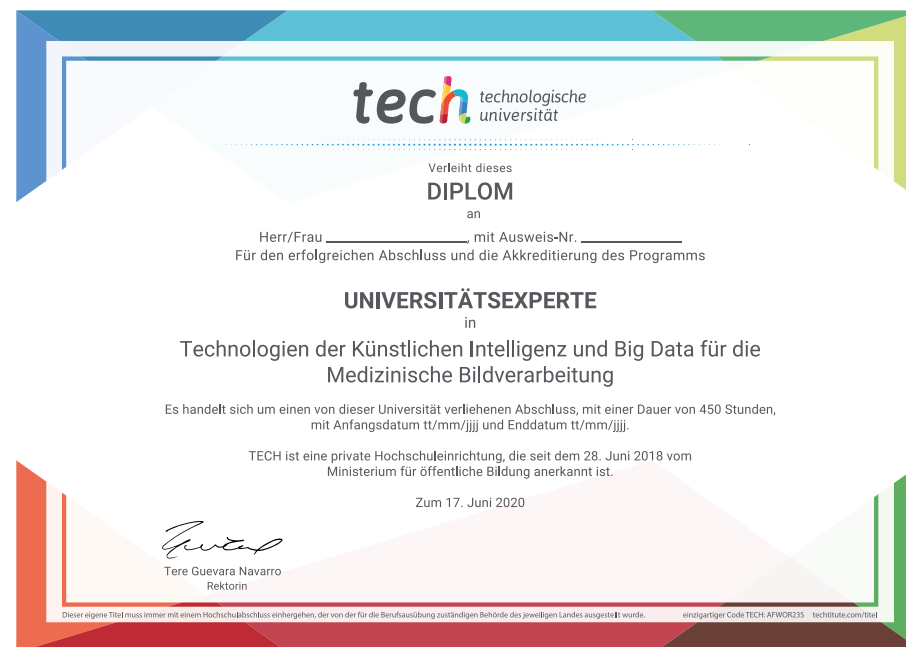 tech technologische
universität
Verleiht dieses
DIPLOM
an
Herr/Frau ____________________, mit Ausweis-Nr. ______________
Für den erfolgreichen Abschluss und die Akkreditierung des Programms
UNIVERSITÄTSEXPERTE
in
Technologien der Künstlichen Intelligenz und Big Data für die
Medizinische Bildverarbeitung
Es handelt sich um einen von dieser Universität verliehenen Abschluss, mit einer Dauer von 450 Stunden,
mit Anfangsdatum tt/mm/jjjj und Enddatum tt/mm/jjjj.
TECH ist eine private Hochschuleinrichtung, die seit dem 28. Juni 2018 vom
Ministerium für öffentliche Bildung anerkannt ist.
Zum 17. Juni 2020
Tere Guevara Navarro
Rektorin
Dieser eigene Titel muss immer mit einem Hochschulabschluss einhergehen, der von der für die Berufsausübung zuständigen Behörde des jeweiligen Landes ausgestellt wurde. einzigartiger Code TECH: AFWOR23S techtitute.com/titel